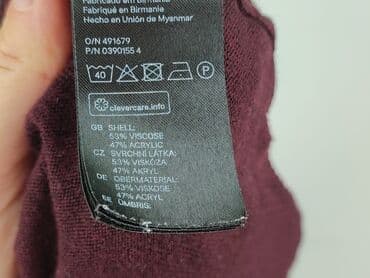 Fabricado em Birmânia
Fabriqué en Birmanie
Hecho en Unión de Myanmar
O/N 491679
P/N 0390155 4
40
P
clevercare.info
GB SHELL:
53% VISCOSE
47% ACRYLIC
CZ SVRCHNÍ LÁTKA:
53% VISKÓZA
47% AKRYL
DE OBERMATERIAL:
53% VISKOSE
47% ACRYL
EE ÜMBRIS: